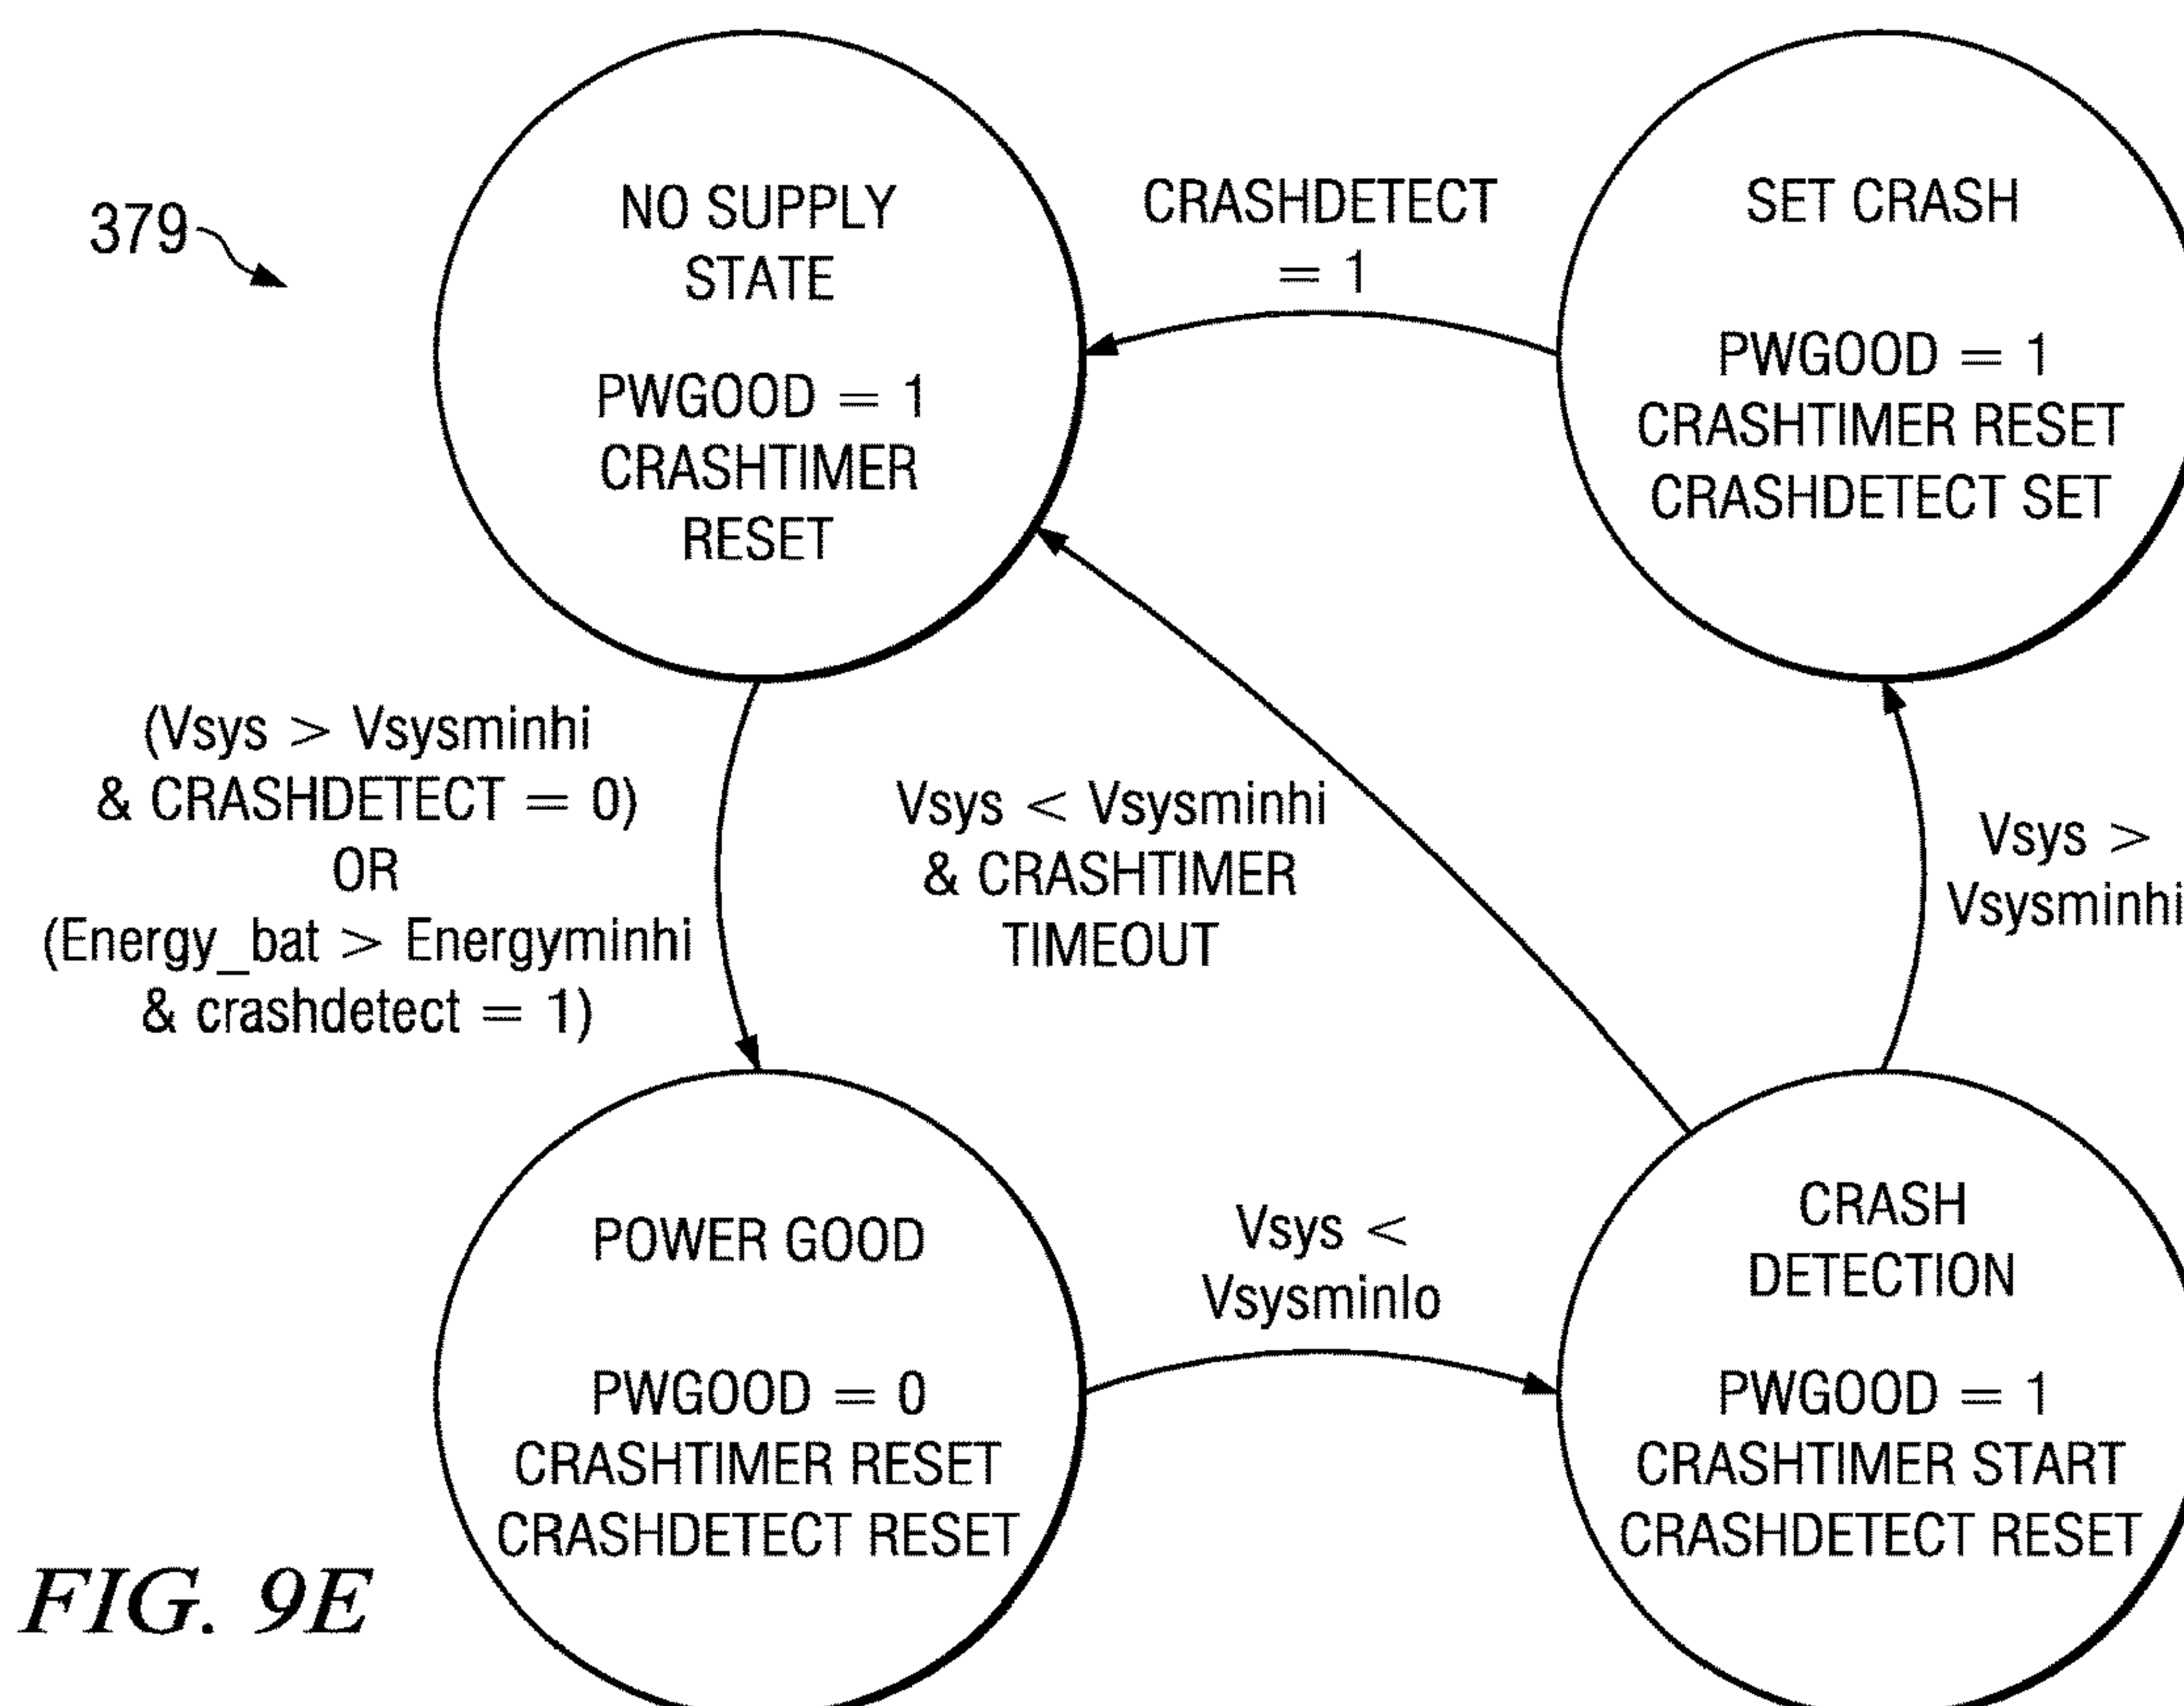 379
NO SUPPLY
STATE
PWGOOD = 1
CRASHTIMER
RESET
CRASHDETECT
= 1
SET CRASH
PWGOOD = 1
CRASHTIMER RESET
CRASHDETECT SET
(Vsys > Vsysminhi
& CRASHDETECT = 0)
OR
(Energy_bat > Energyminhi
& crashdetect = 1)
Vsys < Vsysminhi
& CRASHTIMER
TIMEOUT
Vsys >
Vsysminhi
POWER GOOD
PWGOOD = 0
CRASHTIMER RESET
CRASHDETECT RESET
Vsys <
Vsysminlo
CRASH
DETECTION
PWGOOD = 1
CRASHTIMER START
CRASHDETECT RESET
FIG. 9E